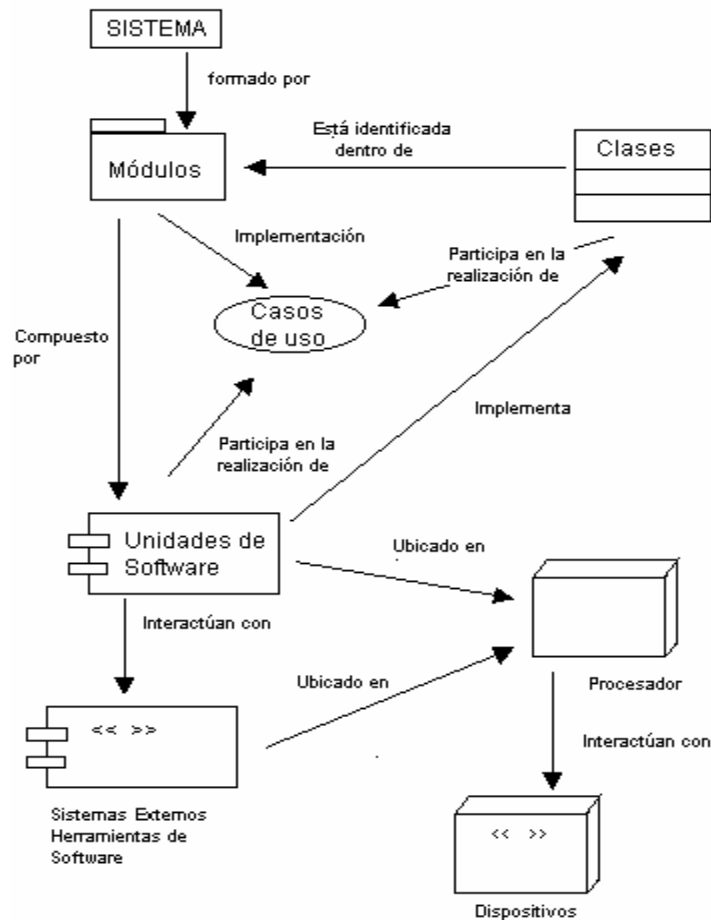 SISTEMA
formado por
Está identificada
dentro de
Clases
Módulos
Implementación
Participa en la
realización de
Casos
de uso
Compuesto
por
Implementa
Participa en la
realización de
Unidades de
Software
Ubicado en
Interactúan con
Ubicado en
Procesador
<< >>
Interactúan con
Sistemas Externos
Herramientas de
Software
<< >>
Dispositivos